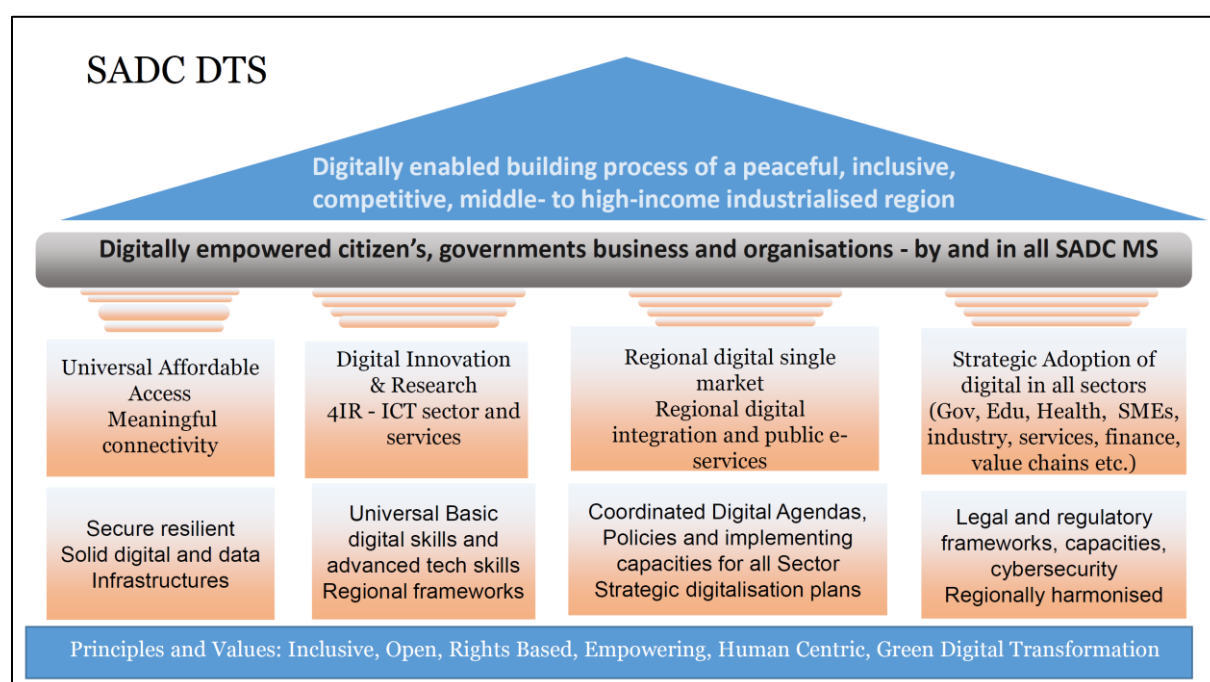 SADC DTS
Digitally enabled building process of a peaceful, inclusive,
competitive, middle- to high-income industrialised region
Digitally empowered citizen's, governments business and organisations - by and in all SADC MS
Universal Affordable
Access
Meaningful
connectivity
Digital Innovation
& Research
4IR - ICT sector and
services
Regional digital single
market
Regional digital
integration and public e-
services
Strategic Adoption of
digital in all sectors
(Gov, Edu, Health, SMEs,
industry, services, finance,
value chains etc.)
Secure resilient
Solid digital and data
Infrastructures
Universal Basic
digital skills and
advanced tech skills
Regional frameworks
Coordinated Digital Agendas,
Policies and implementing
capacities for all Sector
Strategic digitalisation plans
Legal and regulatory
frameworks, capacities,
cybersecurity
Regionally harmonised
Principles and Values: Inclusive, Open, Rights Based, Empowering, Human Centric, Green Digital Transformation